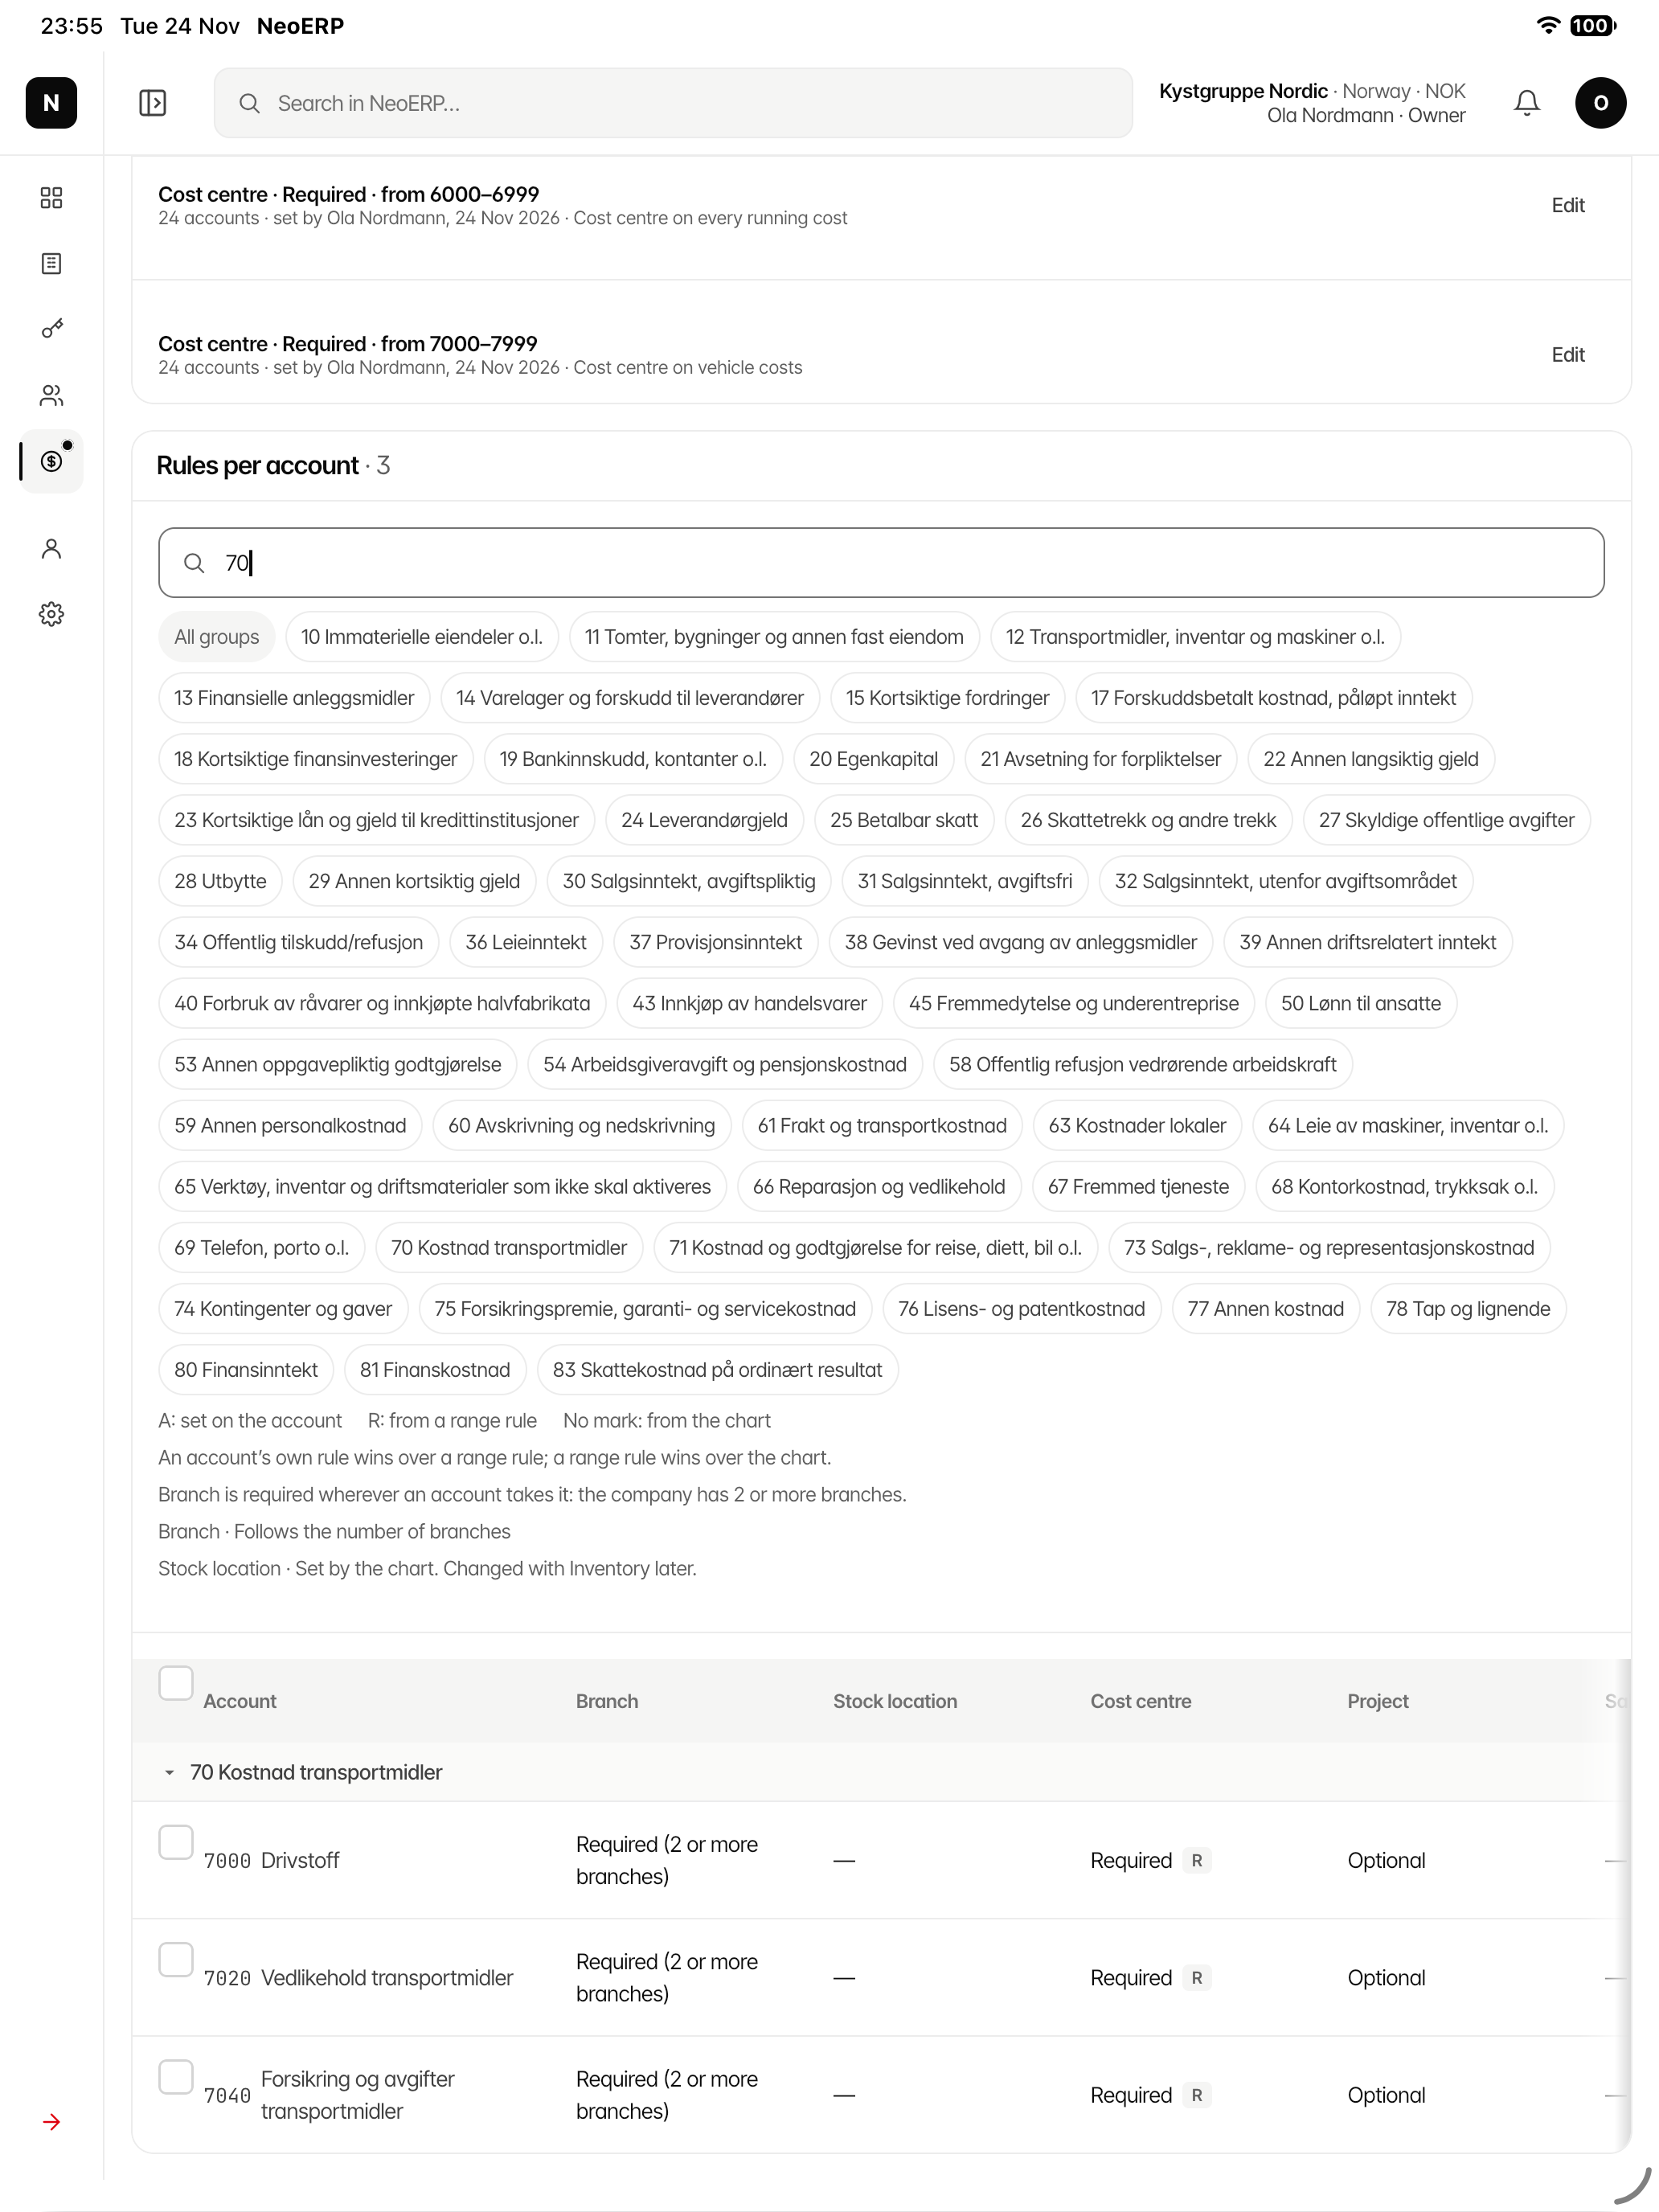 23:55 Tue 24 Nov NeoERP
100
N
Search in NeoERP...
Kystgruppe Nordic · Norway · NOK
Ola Nordmann · Owner
O
Cost centre · Required · from 6000–6999
24 accounts · set by Ola Nordmann, 24 Nov 2026 · Cost centre on every running cost
Edit
Cost centre · Required · from 7000–7999
24 accounts · set by Ola Nordmann, 24 Nov 2026 · Cost centre on vehicle costs
Edit
Rules per account · 3
70
All groups 10 Immaterielle eiendeler o.l. 11 Tomter, bygninger og annen fast eiendom 12 Transportmidler, inventar og maskiner o.l.
13 Finansielle anleggsmidler 14 Varelager og forskudd til leverandører 15 Kortsiktige fordringer 17 Forskuddsbetalt kostnad, påløpt inntekt
18 Kortsiktige finansinvesteringer 19 Bankinnskudd, kontanter o.l. 20 Egenkapital 21 Avsetning for forpliktelser 22 Annen langsiktig gjeld
23 Kortsiktige lån og gjeld til kredittinstitusjoner 24 Leverandørgjeld 25 Betalbar skatt 26 Skattetrekk og andre trekk 27 Skyldige offentlige avgifter
28 Utbytte 29 Annen kortsiktig gjeld 30 Salgsinntekt, avgiftspliktig 31 Salgsinntekt, avgiftsfri 32 Salgsinntekt, utenfor avgiftsområdet
34 Offentlig tilskudd/refusjon 36 Leieinntekt 37 Provisjonsinntekt 38 Gevinst ved avgang av anleggsmidler 39 Annen driftsrelatert inntekt
40 Forbruk av råvarer og innkjøpte halvfabrikata 43 Innkjøp av handelsvarer 45 Fremmedytelse og underentreprise 50 Lønn til ansatte
53 Annen oppgavepliktig godtgjørelse 54 Arbeidsgiveravgift og pensjonskostnad 58 Offentlig refusjon vedrørende arbeidskraft
59 Annen personalkostnad 60 Avskrivning og nedskrivning 61 Frakt og transportkostnad 63 Kostnader lokaler 64 Leie av maskiner, inventar o.l.
65 Verktøy, inventar og driftsmaterialer som ikke skal aktiveres 66 Reparasjon og vedlikehold 67 Fremmed tjeneste 68 Kontorkostnad, trykksak o.l.
69 Telefon, porto o.l. 70 Kostnad transportmidler 71 Kostnad og godtgjørelse for reise, diett, bil o.l. 73 Salgs-, reklame- og representasjonskostnad
74 Kontingenter og gaver 75 Forsikringspremie, garanti- og servicekostnad 76 Lisens- og patentkostnad 77 Annen kostnad 78 Tap og lignende
80 Finansinntekt 81 Finanskostnad 83 Skattekostnad på ordinært resultat
A: set on the account R: from a range rule No mark: from the chart
An account’s own rule wins over a range rule; a range rule wins over the chart.
Branch is required wherever an account takes it: the company has 2 or more branches.
Branch · Follows the number of branches
Stock location · Set by the chart. Changed with Inventory later.
Account Branch Stock location Cost centre Project
70 Kostnad transportmidler
7000 Drivstoff Required (2 or more branches) — Required R Optional —
7020 Vedlikehold transportmidler Required (2 or more branches) — Required R Optional —
7040 Forsikring og avgifter transportmidler Required (2 or more branches) — Required R Optional —